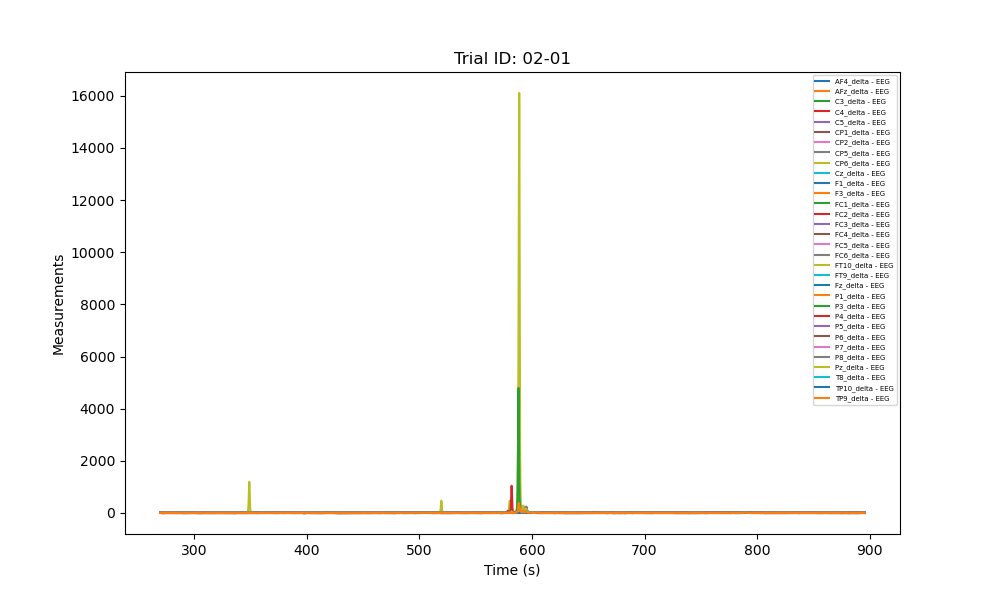 Trial ID: 02-01
Measurements
16000
14000
12000
10000
8000
6000
4000
2000
0
300
400
500
600
700
800
900
Time (s)
AF4_delta - EEG
AFz_delta - EEG
C3_delta - EEG
C4_delta - EEG
C5_delta - EEG
CP1_delta - EEG
CP2_delta - EEG
CP5_delta - EEG
CP6_delta - EEG
Cz_delta - EEG
F1_delta - EEG
F3_delta - EEG
FC1_delta - EEG
FC2_delta - EEG
FC3_delta - EEG
FC4_delta - EEG
FC5_delta - EEG
FC6_delta - EEG
FT10_delta - EEG
FT9_delta - EEG
Fz_delta - EEG
P1_delta - EEG
P3_delta - EEG
P4_delta - EEG
P5_delta - EEG
P6_delta - EEG
P7_delta - EEG
P8_delta - EEG
Pz_delta - EEG
T8_delta - EEG
TP10_delta - EEG
TP9_delta - EEG